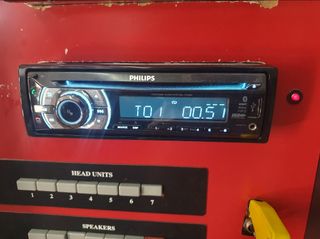 PHILIPS
T01 00:57
HEAD UNITS
1 2 3 4 5 6 7
SPEAKERS